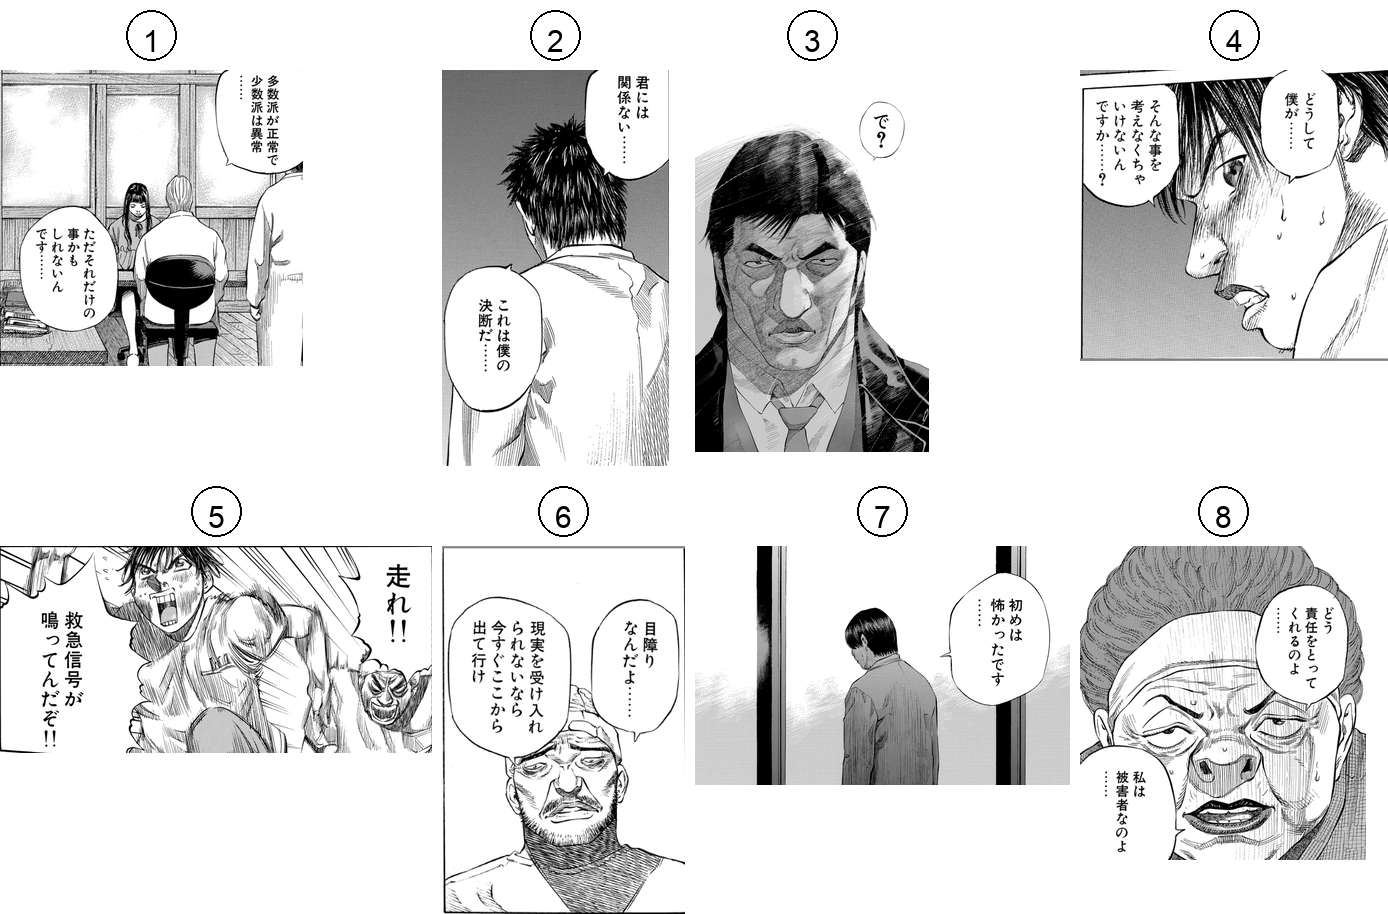 1
多数派が正常で
少数派は異常
……
ただそれだけの
事かも
しれないん
です……
2
君には
関係ない……
これは僕の
決断だ……
3
で？
4
どうして
僕が……
そんな事を
考えなくちゃ
いけないん
ですか……？
5
走れ!!
救急信号が
鳴ってんだぞ!!
6
目障り
なんだよ……
現実を受け入れ
られないなら
今すぐここから
出て行け
7
初めは
怖かったです
……
8
どう
責任をとって
くれるのよ
……
私は
被害者なのよ
……